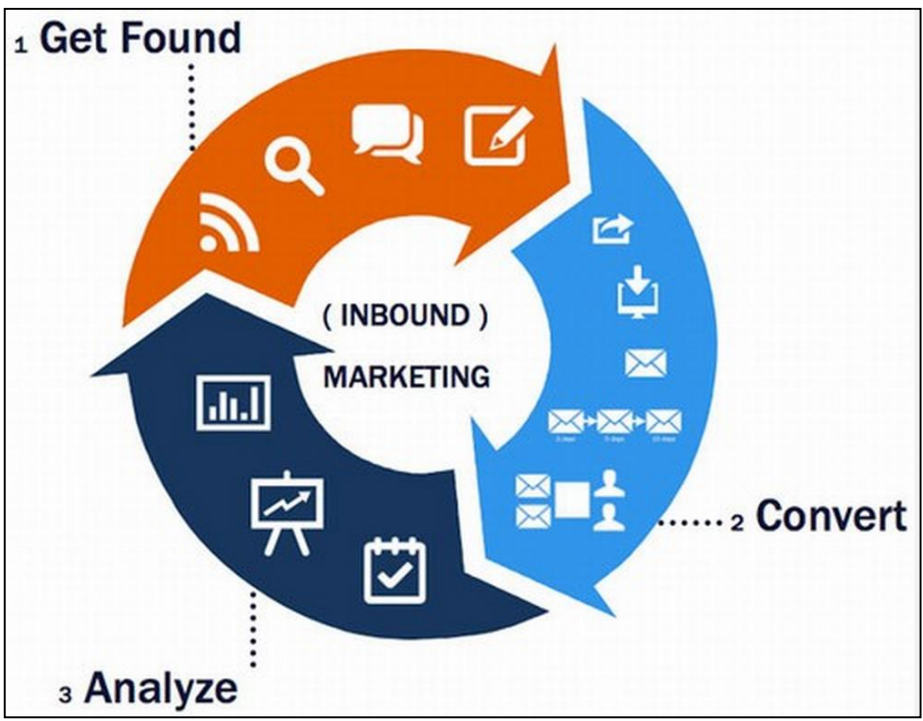 1 Get Found
( INBOUND )
MARKETING
2 Convert
3 Analyze